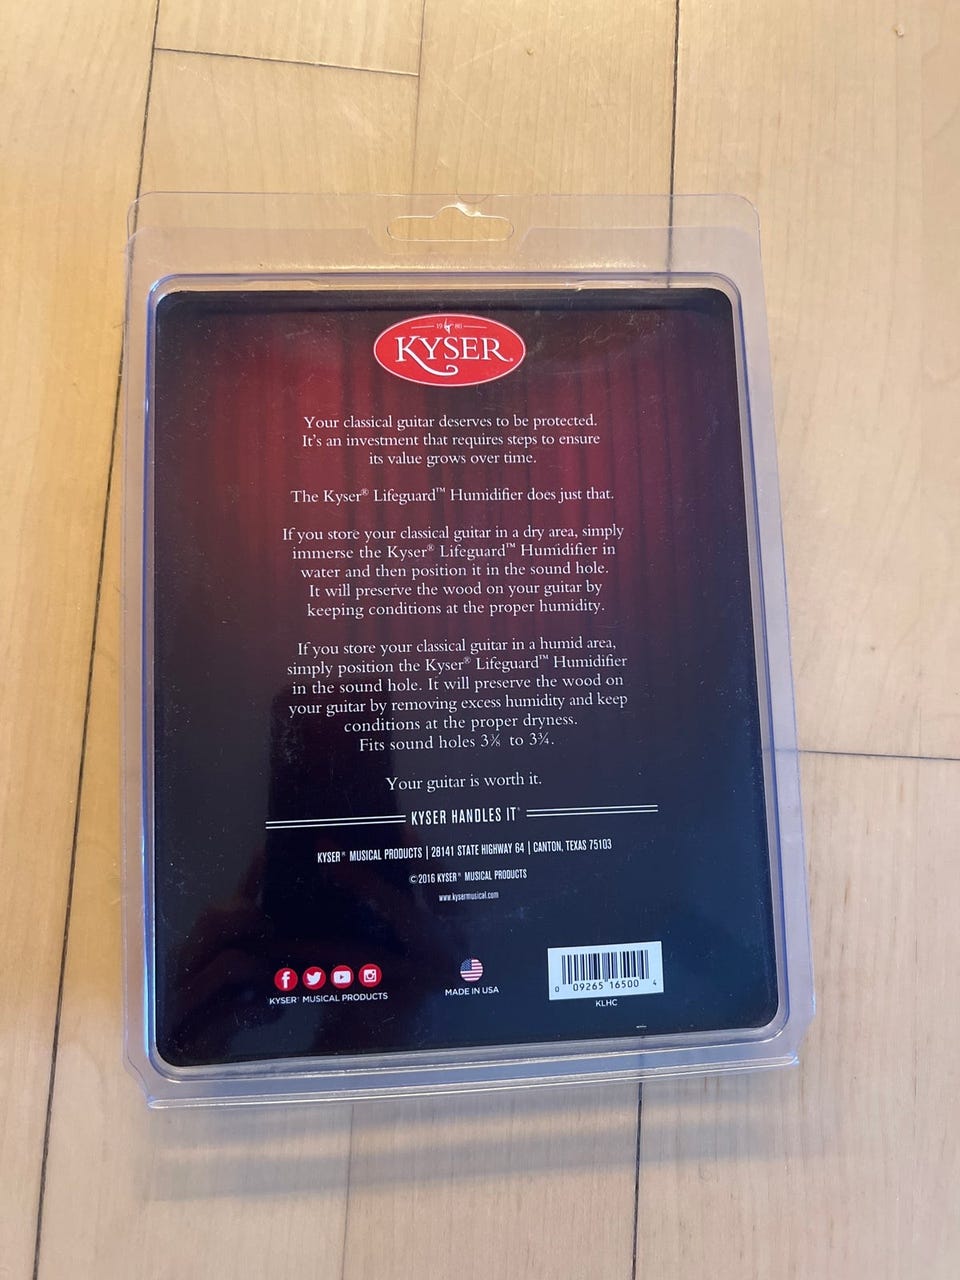 19 80
KYSER®
Your classical guitar deserves to be protected.
It's an investment that requires steps to ensure
its value grows over time.
The Kyser® Lifeguard™ Humidifier does just that.
If you store your classical guitar in a dry area, simply
immerse the Kyser® Lifeguard™ Humidifier in
water and then position it in the sound hole.
It will preserve the wood on your guitar by
keeping conditions at the proper humidity.
If you store your classical guitar in a humid area,
simply position the Kyser® Lifeguard™ Humidifier
in the sound hole. It will preserve the wood on
your guitar by removing excess humidity and keep
conditions at the proper dryness.
Fits sound holes 3⅜ to 3¾.
Your guitar is worth it.
KYSER HANDLES IT®
KYSER® MUSICAL PRODUCTS | 28141 STATE HIGHWAY 64 | CANTON, TEXAS 75103
©2016 KYSER® MUSICAL PRODUCTS
www.kysermusical.com
KYSER® MUSICAL PRODUCTS
MADE IN USA
0 09265 16500 4
KLHC